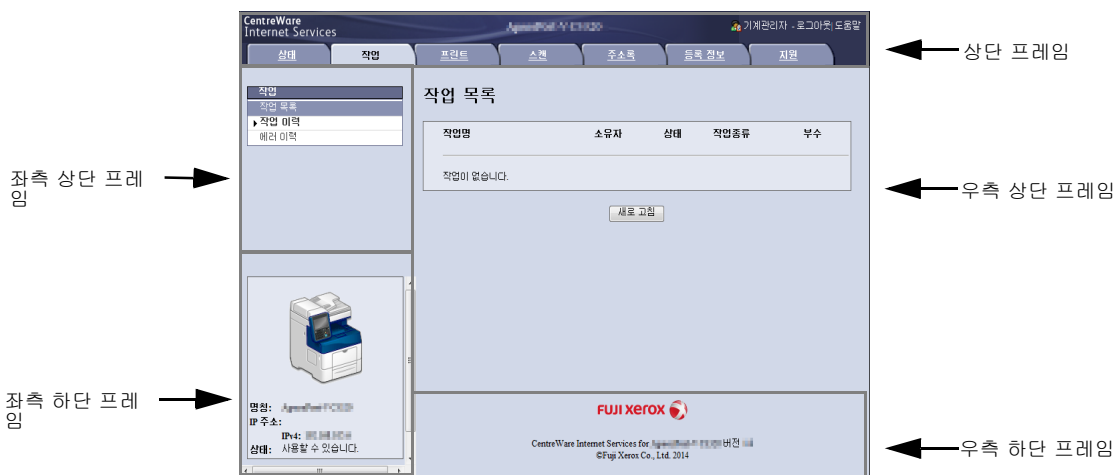 CentreWare
Internet Services
기계관리자 - 로그아웃 도움말
상태 작업 프린트 스캔 주소록 등록 정보 지원
상단 프레임
작업
작업 목록
작업 이력
에러 이력
작업 목록
작업명 소유자 상태 작업종류 부수
작업이 없습니다.
새로 고침
좌측 상단 프레
임
우측 상단 프레임
명칭:
IP 주소:
IPv4:
상태: 사용할 수 있습니다.
좌측 하단 프레
임
FUJI XEROX
CentreWare Internet Services for 버전
©Fuji Xerox Co., Ltd. 2014
우측 하단 프레임